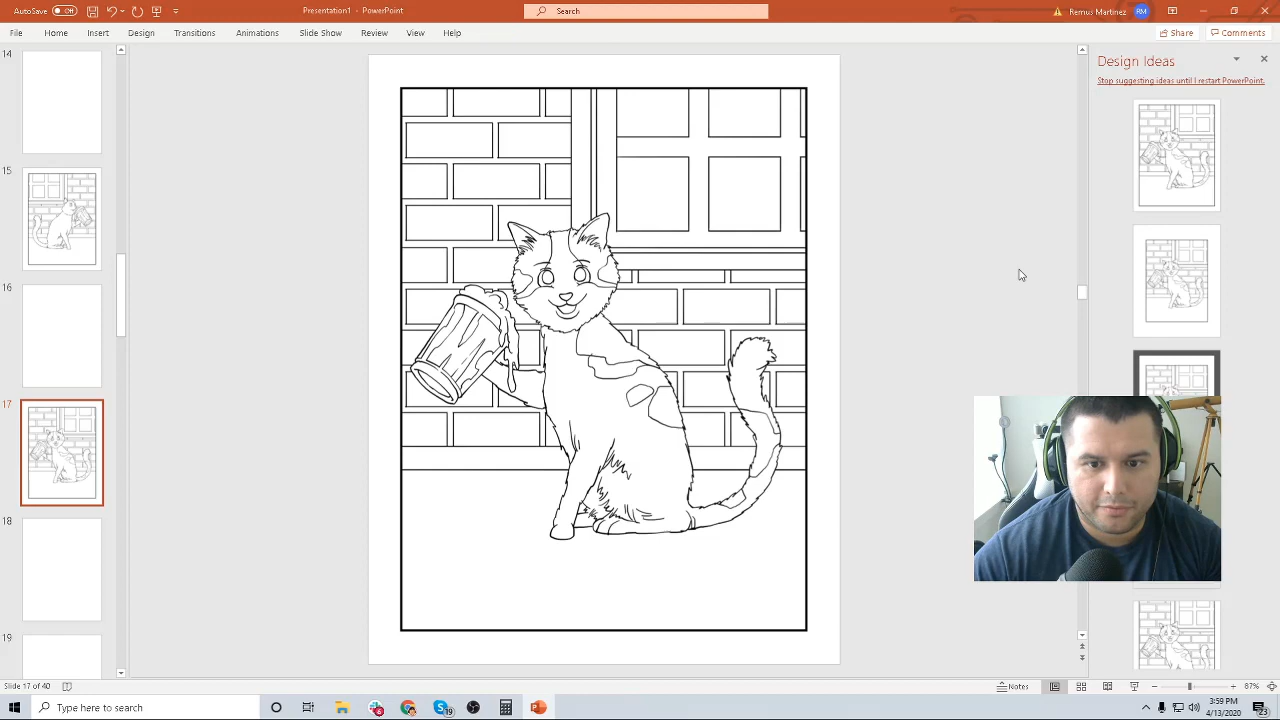 AutoSave Off
Presentation1 - PowerPoint
Search
Remus Martinez RM
File Home Insert Design Transitions Animations Slide Show Review View Help
Share Comments
Design Ideas
Stop suggesting ideas until I restart PowerPoint.
14
15
16
17
18
19
Slide 17 of 40
Notes
87%
Type here to search
3:59 PM
4/13/2020